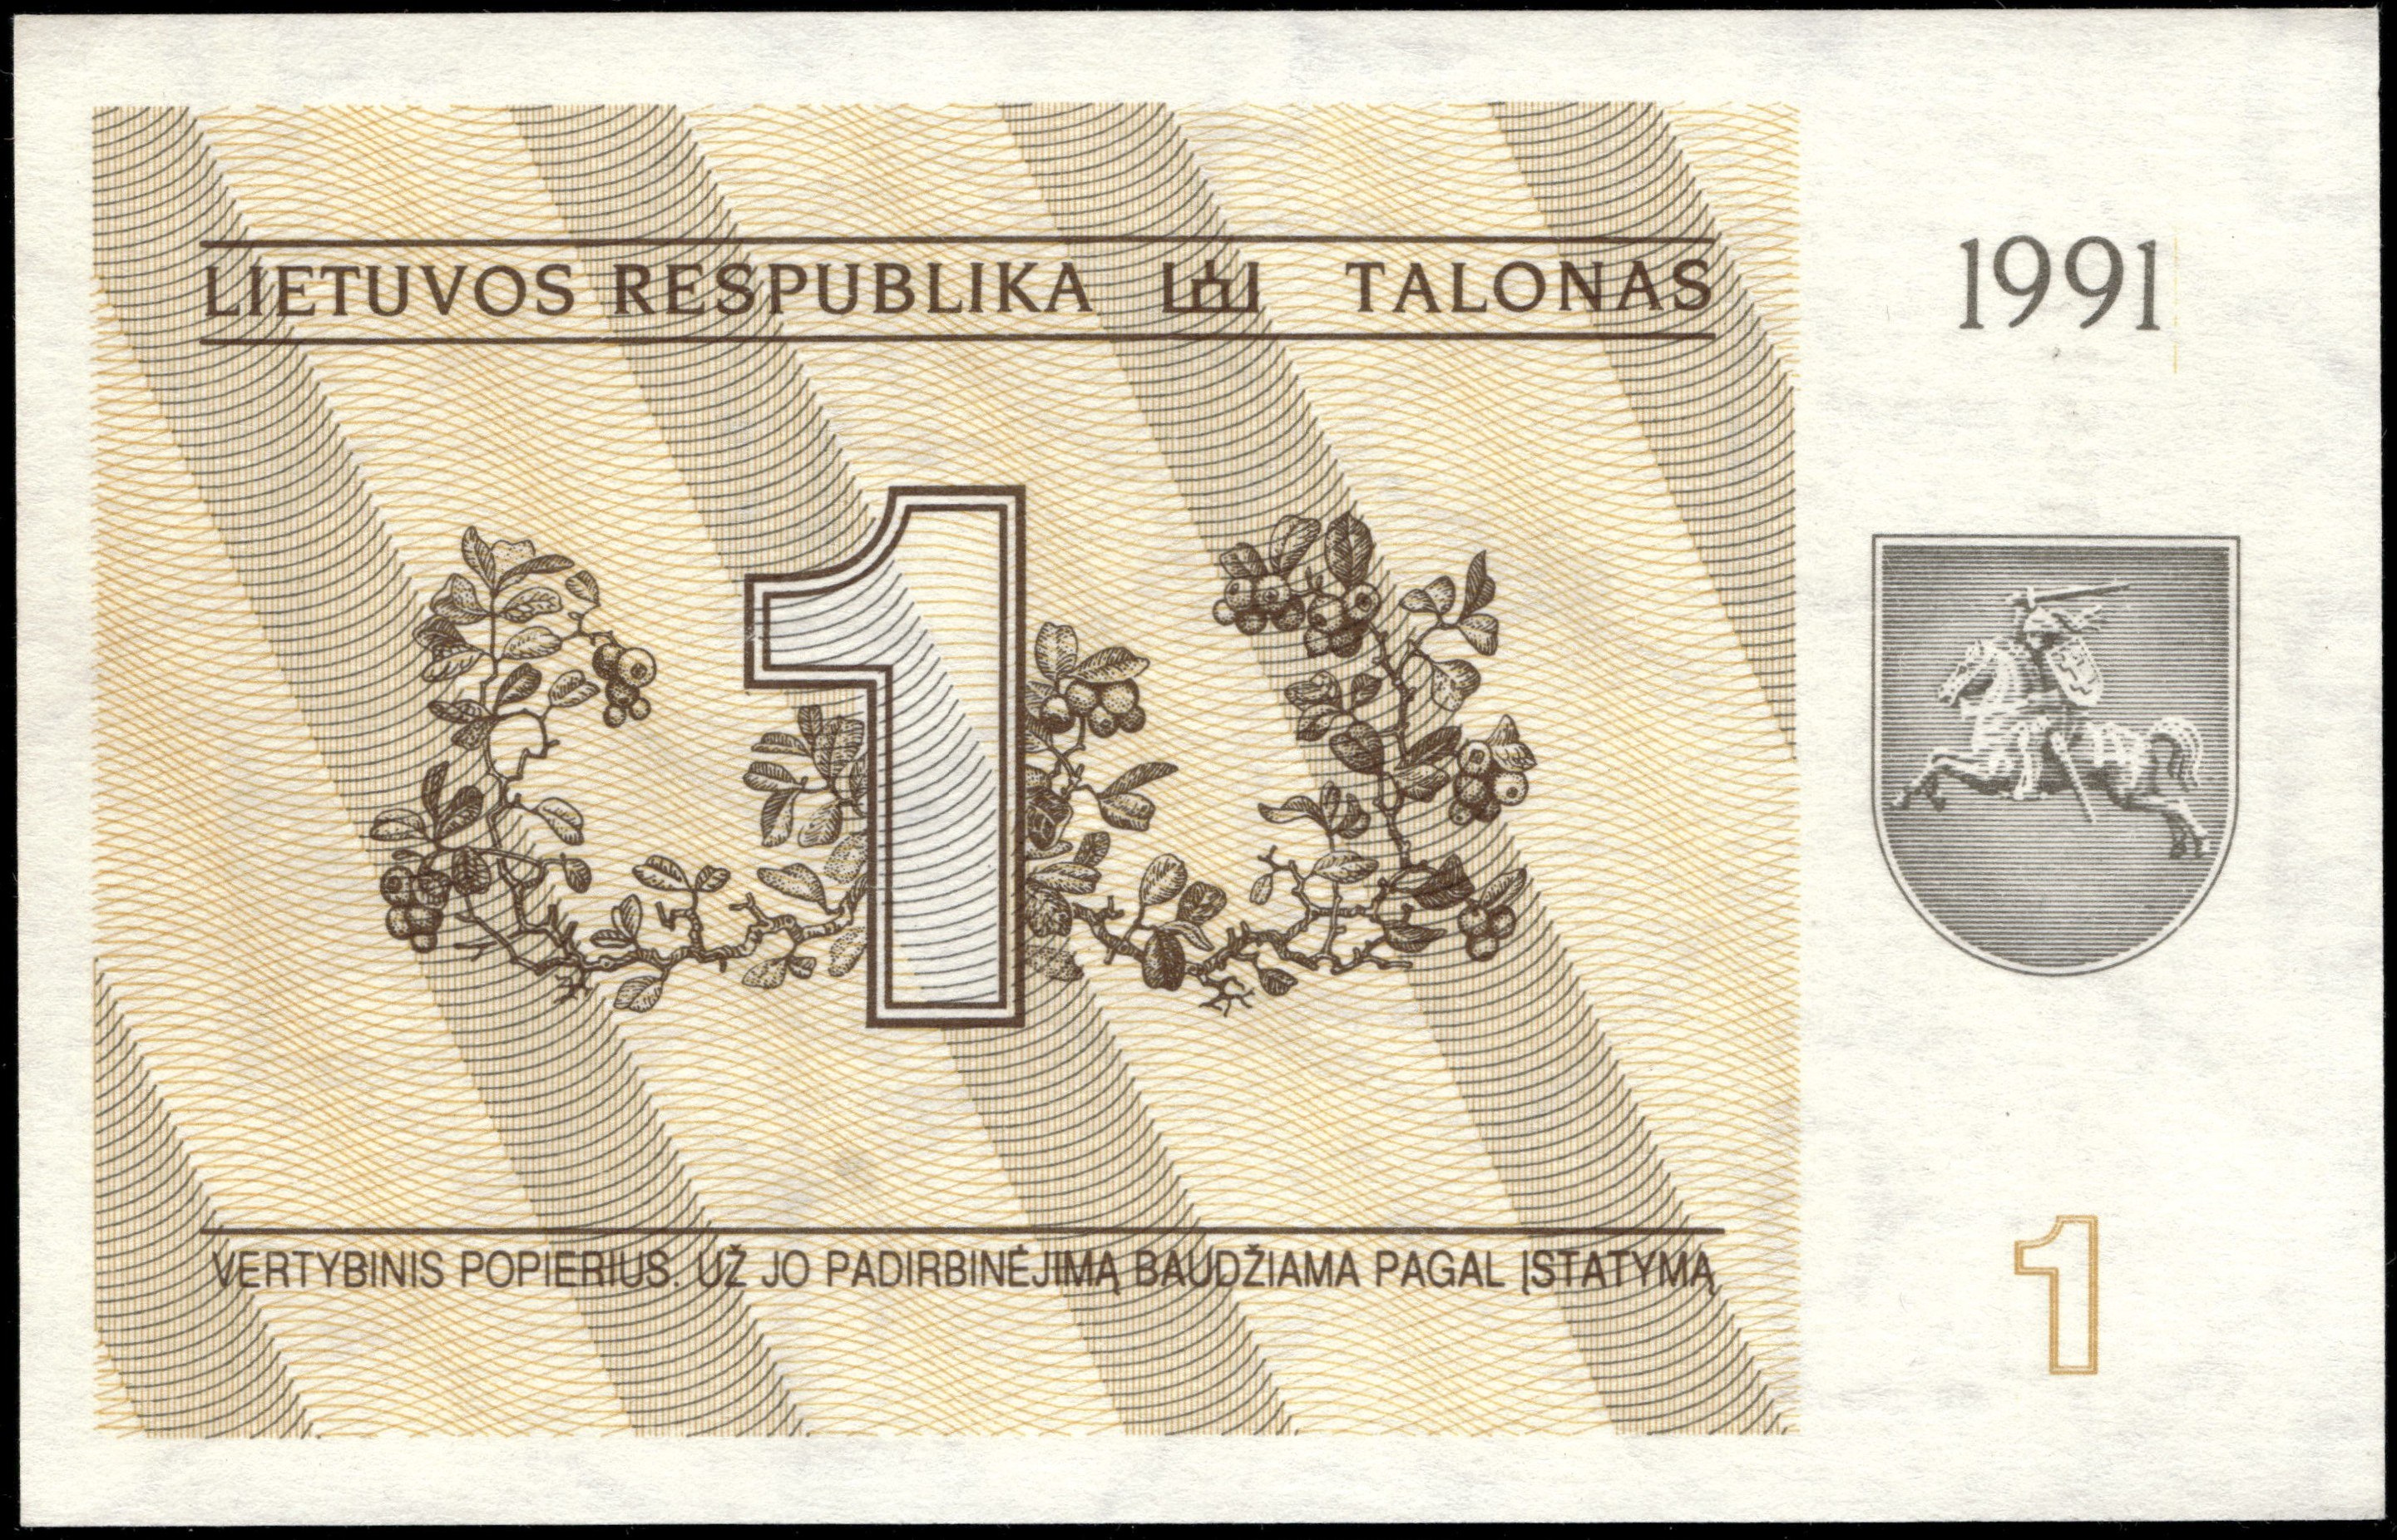 LIETUVOS RESPUBLIKA TALONAS
1991
1
VERTYBINIS POPIERIUS. UŽ JO PADIRBINĖJIMĄ BAUDŽIAMA PAGAL ĮSTATYMĄ
1